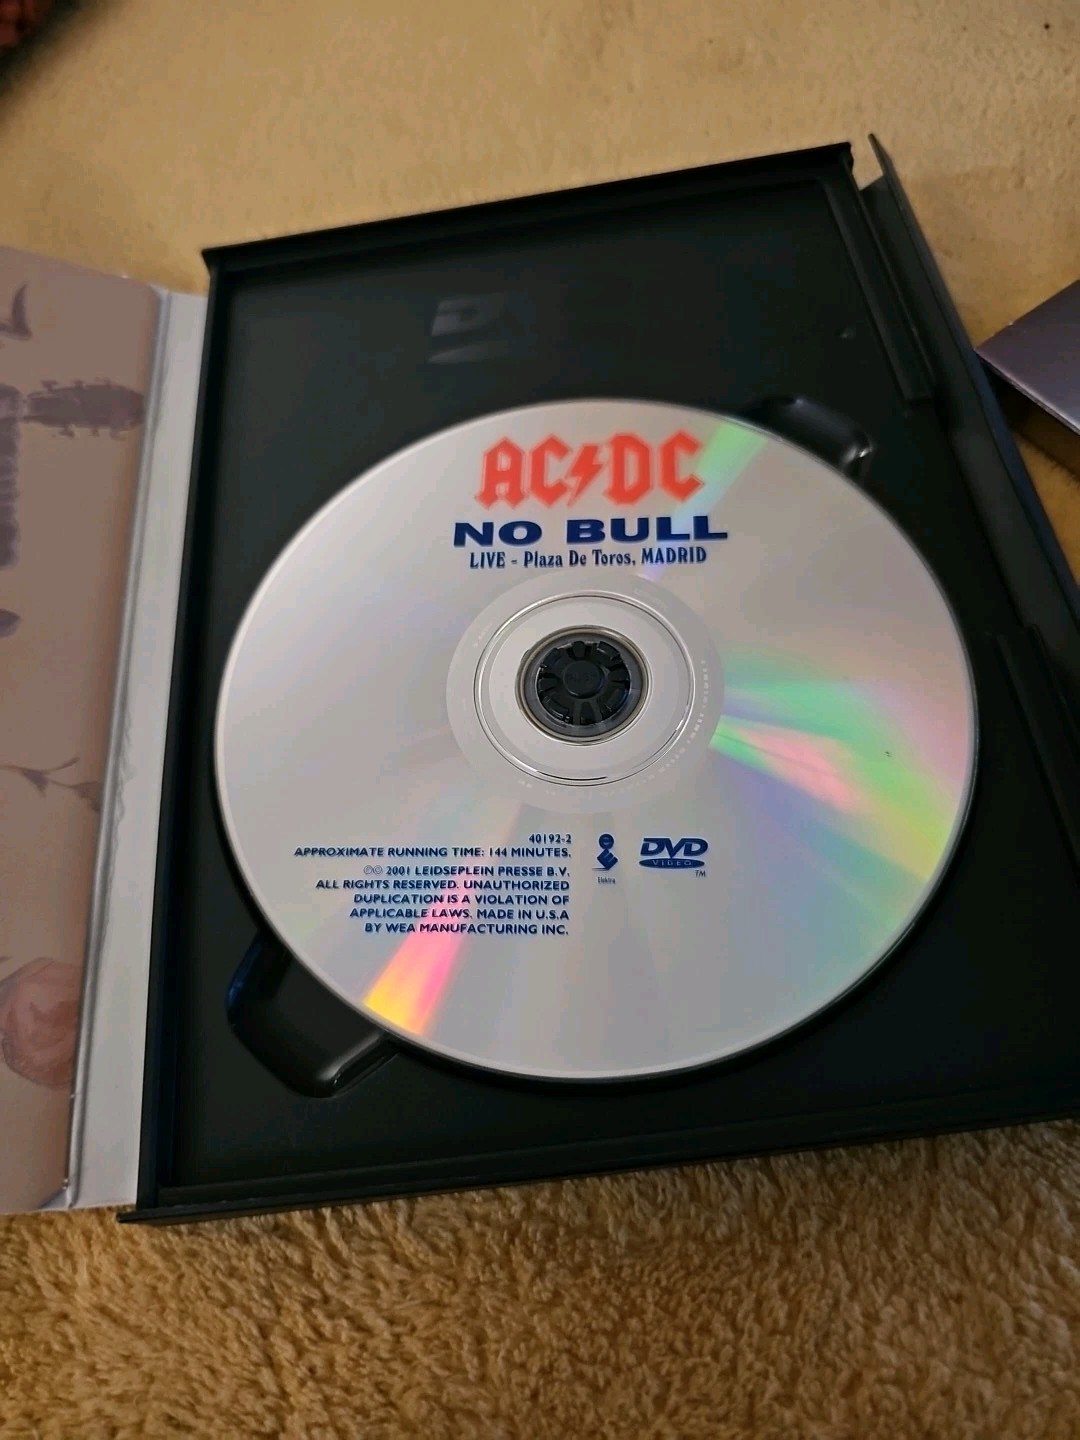 AC⚡DC
NO BULL
LIVE - Plaza De Toros, MADRID
40192-2
APPROXIMATE RUNNING TIME: 144 MINUTES.
℗© 2001 LEIDSEPLEIN PRESSE B.V.
ALL RIGHTS RESERVED. UNAUTHORIZED
DUPLICATION IS A VIOLATION OF
APPLICABLE LAWS. MADE IN U.S.A
BY WEA MANUFACTURING INC.
Elektra
DVD
VIDEO
TM